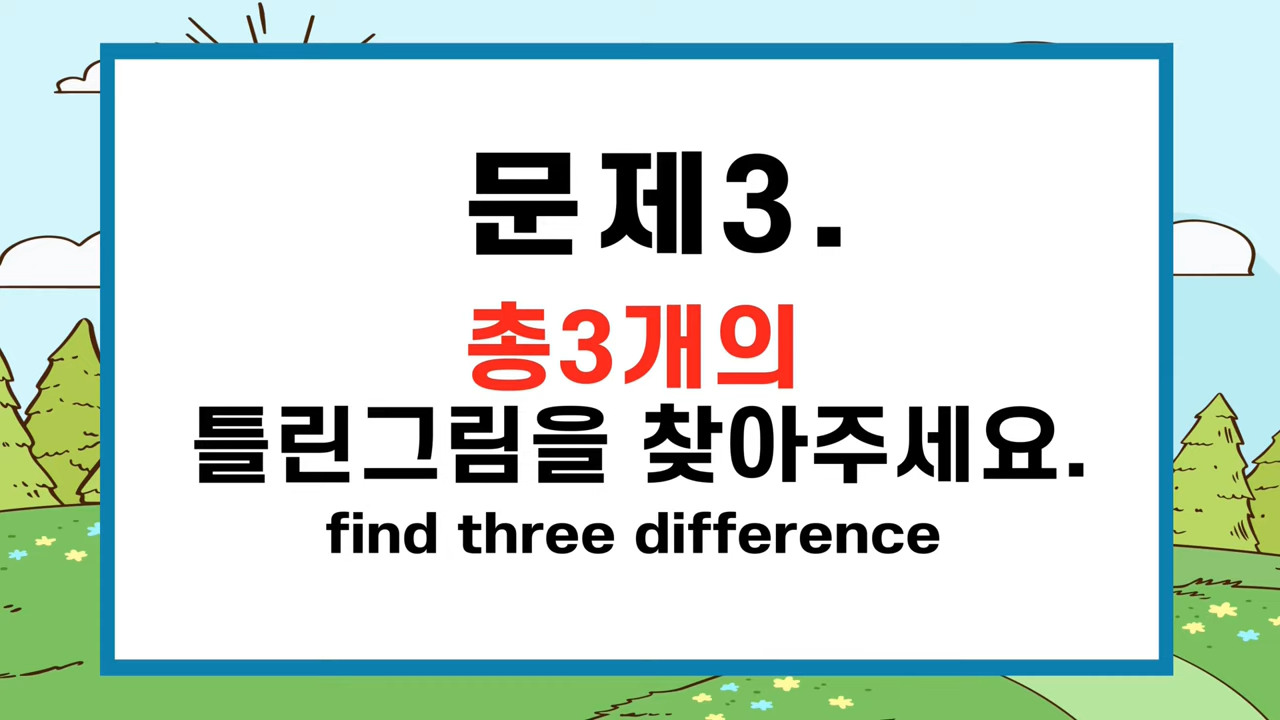 문제3.
총3개의
틀린그림을 찾아주세요.
find three difference